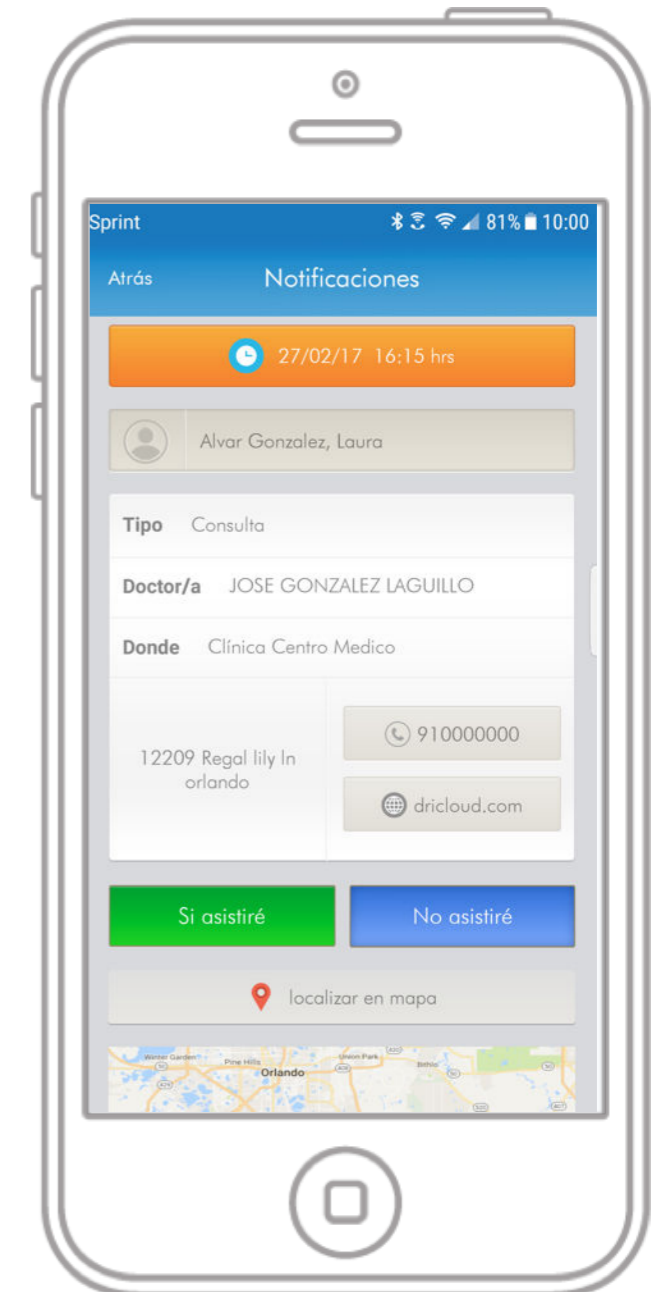 Sprint 81% 10:00
Atrás Notificaciones
27/02/17 16:15 hrs
Alvar Gonzalez, Laura
Tipo Consulta
Doctor/a JOSE GONZALEZ LAGUILLO
Donde Clínica Centro Medico
12209 Regal lily ln
orlando
910000000
dricloud.com
Si asistiré No asistiré
localizar en mapa
Winter Garden Pine Hills Orlando Union Park Bithlo